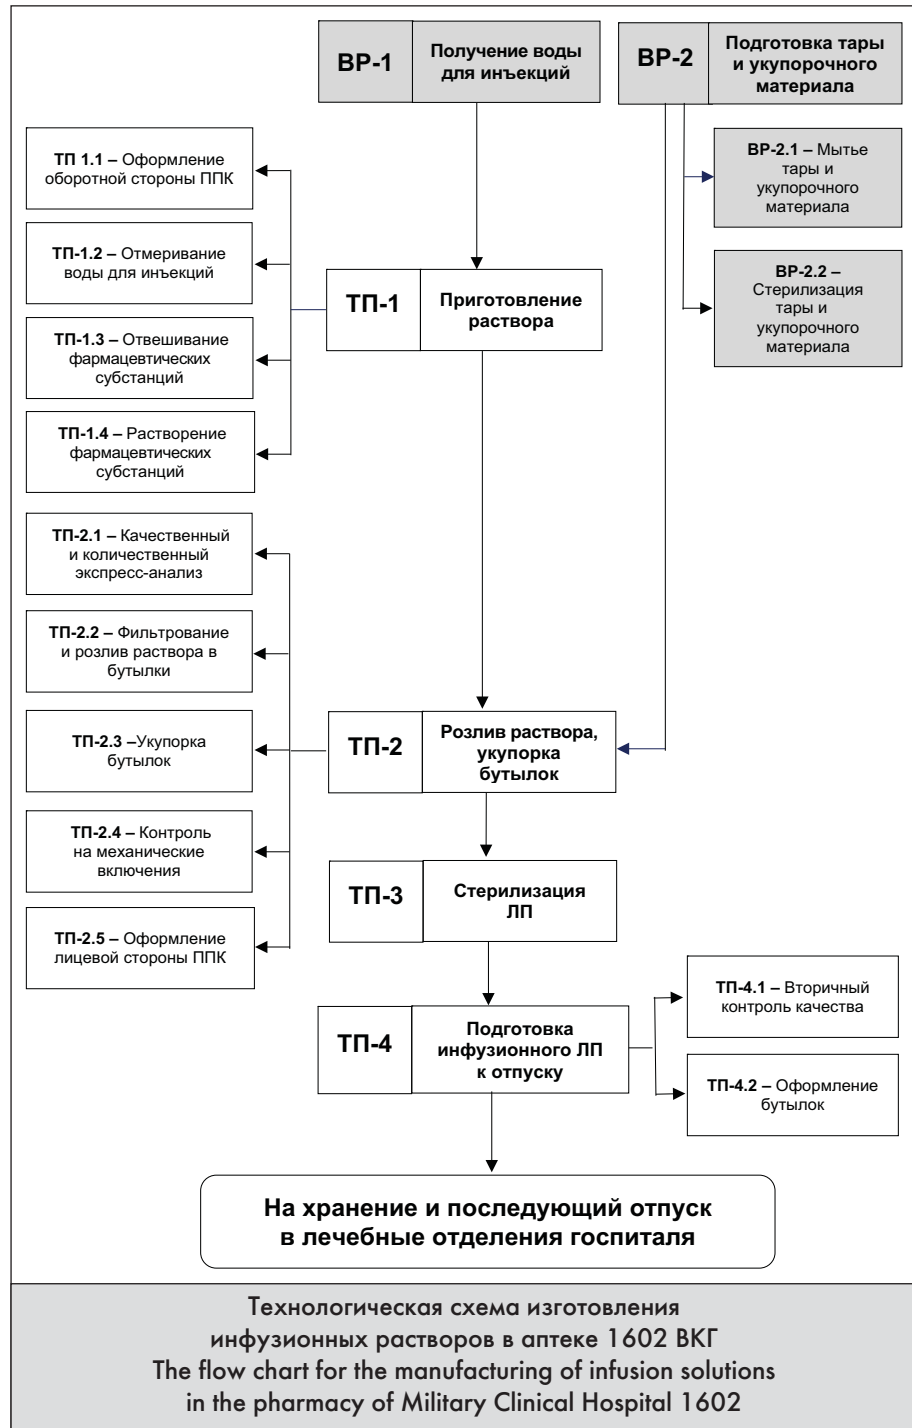 ВР-1
Получение воды
для инъекций
ВР-2
Подготовка тары
и укупорочного
материала
ВР-2.1 – Мытье
тары и
укупорочного
материала
ВР-2.2 –
Стерилизация
тары и
укупорочного
материала
ТП 1.1 – Оформление
оборотной стороны ППК
ТП-1.2 – Отмеривание
воды для инъекций
ТП-1.3 – Отвешивание
фармацевтических
субстанций
ТП-1.4 – Растворение
фармацевтических
субстанций
ТП-1
Приготовление
раствора
ТП-2.1 – Качественный
и количественный
экспресс-анализ
ТП-2.2 – Фильтрование
и розлив раствора в
бутылки
ТП-2.3 –Укупорка
бутылок
ТП-2.4 – Контроль
на механические
включения
ТП-2.5 – Оформление
лицевой стороны ППК
ТП-2
Розлив раствора,
укупорка
бутылок
ТП-3
Стерилизация
ЛП
ТП-4
Подготовка
инфузионного ЛП
к отпуску
ТП-4.1 – Вторичный
контроль качества
ТП-4.2 – Оформление
бутылок
На хранение и последующий отпуск
в лечебные отделения госпиталя
Технологическая схема изготовления
инфузионных растворов в аптеке 1602 ВКГ
The flow chart for the manufacturing of infusion solutions
in the pharmacy of Military Clinical Hospital 1602